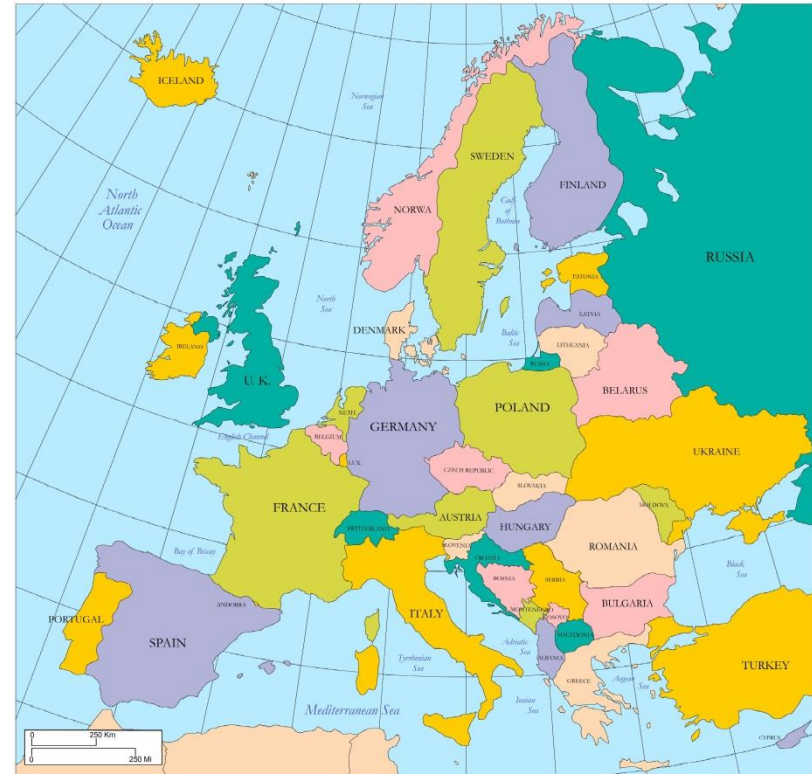 ICELAND
Norwegian
Sea
SWEDEN
FINLAND
NORWA
Gulf
of
Bothnia
North
Atlantic
Ocean
RUSSIA
ESTONIA
North
Sea
LATVIA
DENMARK
Baltic
Sea
LITHUANIA
IRELAND
RUSSIA
U. K.
BELARUS
POLAND
NETH.
GERMANY
English Channel
BELGIUM
UKRAINE
LUX.
CZECH REPUBLIC
SLOVAKIA
FRANCE
MOLDOVA
AUSTRIA
SWITZERLAND
HUNGARY
ROMANIA
SLOVENIA
Bay of Biscay
CROATIA
Black
Sea
BOSNIA
SERBIA
ANDORRA
BULGARIA
MONTENEGRO
KOSOVO
ITALY
PORTUGAL
SPAIN
Adriatic
Sea
ALBANIA
Tyrrhenian
Sea
TURKEY
GREECE
Aegean
Sea
Ionian
Sea
Mediterranean Sea
CYPRUS
0 250 Km
0 250 Mi